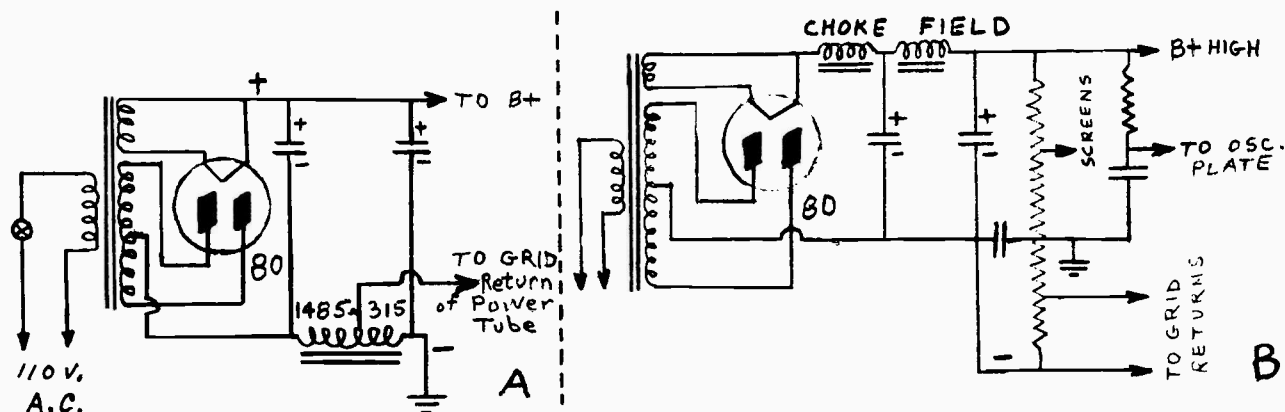 +
+
+
TO B+
80
-
-
TO GRID
Return
of Power
Tube
1485 315
-
110 V.
A.C.
A
CHOKE FIELD
B+ HIGH
+
+
-
-
SCREENS
TO OSC.
PLATE
80
TO GRID
RETURNS
-
B